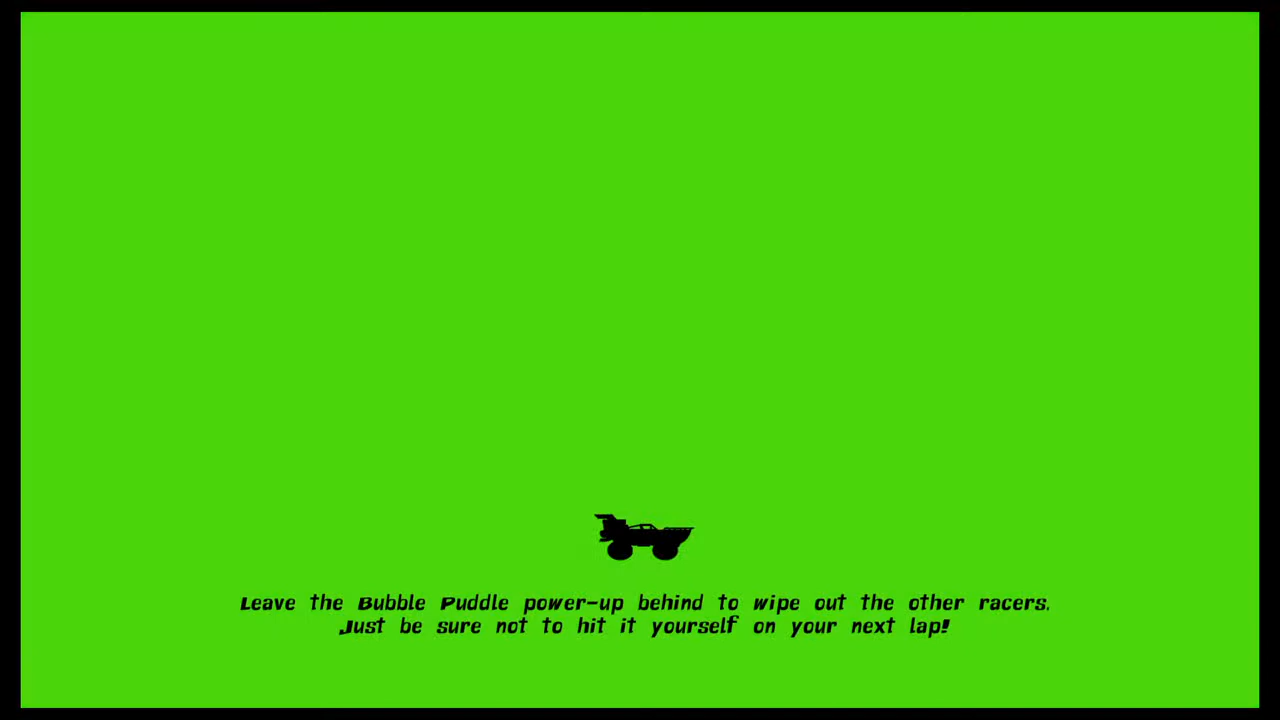 Leave the Bubble Puddle power-up behind to wipe out the other racers.
Just be sure not to hit it yourself on your next lap!